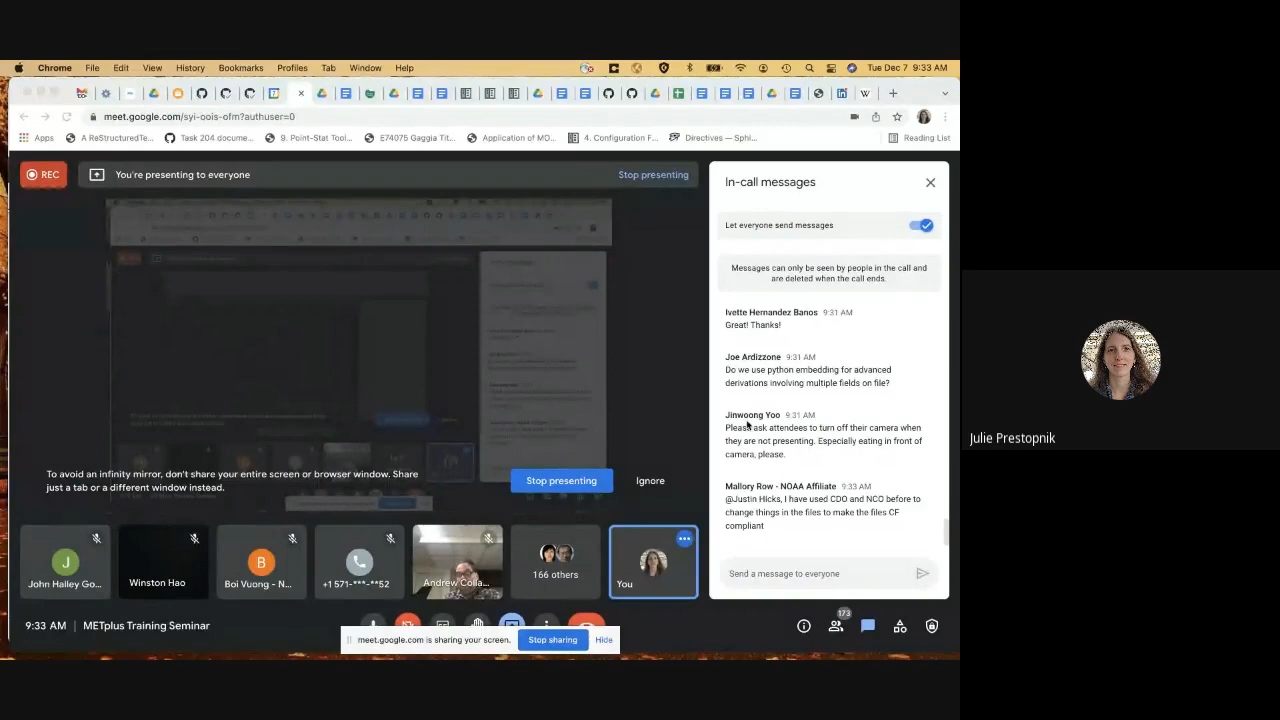 Chrome File Edit View History Bookmarks Profiles Tab Window Help Tue Dec 7 9:33 AM
meet.google.com/syi-oois-ofm?authuser=0
Apps A ReStructuredTe... Task 204 docume... 9. Point-Stat Tool... E74075 Gaggia Tit... Application of MO... 4. Configuration F... Directives — Sphi... Reading List
REC You're presenting to everyone Stop presenting
In-call messages
Let everyone send messages
Messages can only be seen by people in the call and
are deleted when the call ends.
Ivette Hernandez Banos 9:31 AM
Great! Thanks!
Joe Ardizzone 9:31 AM
Do we use python embedding for advanced
derivations involving multiple fields on file?
Jinwoong Yoo 9:31 AM
Please ask attendees to turn off their camera when
they are not presenting. Especially eating in front of
camera, please.
Mallory Row - NOAA Affiliate 9:33 AM
@Justin Hicks, I have used CDO and NCO before to
change things in the files to make the files CF
compliant
Send a message to everyone
To avoid an infinity mirror, don't share your entire screen or browser window. Share
just a tab or a different window instead.
Stop presenting Ignore
J
John Halley Go...
Winston Hao
B
Boi Vuong - N...
+1 571-***-**52
Andrew Colla...
166 others
You
9:33 AM | METplus Training Seminar
173
meet.google.com is sharing your screen. Stop sharing Hide
Julie Prestopnik